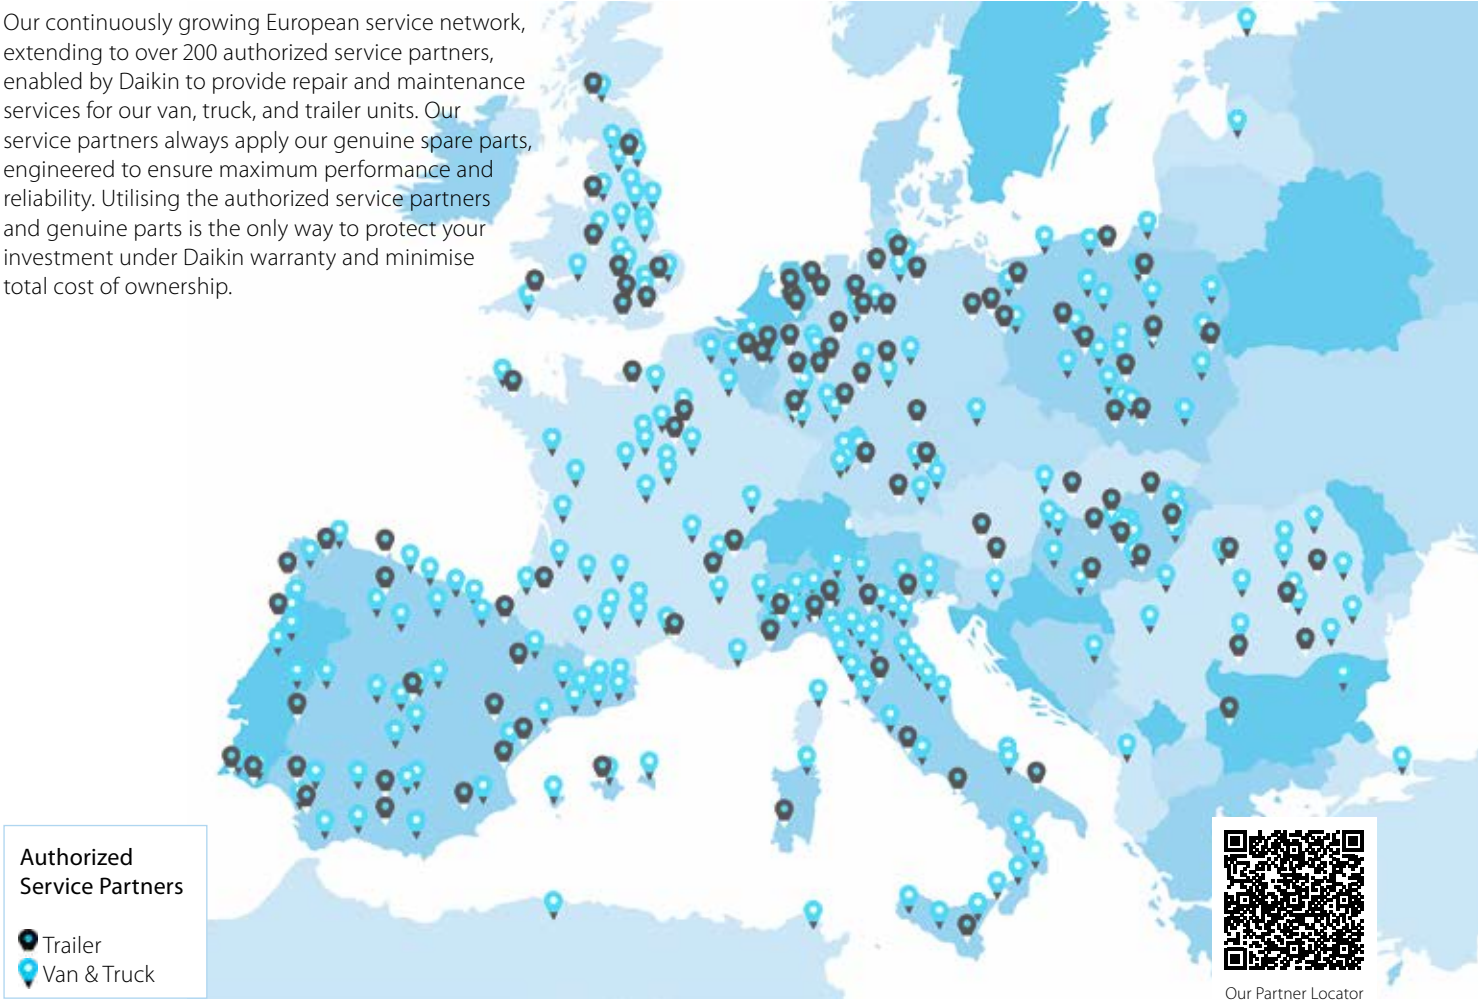 Our continuously growing European service network,
extending to over 200 authorized service partners,
enabled by Daikin to provide repair and maintenance
services for our van, truck, and trailer units. Our
service partners always apply our genuine spare parts,
engineered to ensure maximum performance and
reliability. Utilising the authorized service partners
and genuine parts is the only way to protect your
investment under Daikin warranty and minimise
total cost of ownership.
Authorized
Service Partners
Trailer
Van & Truck
Our Partner Locator